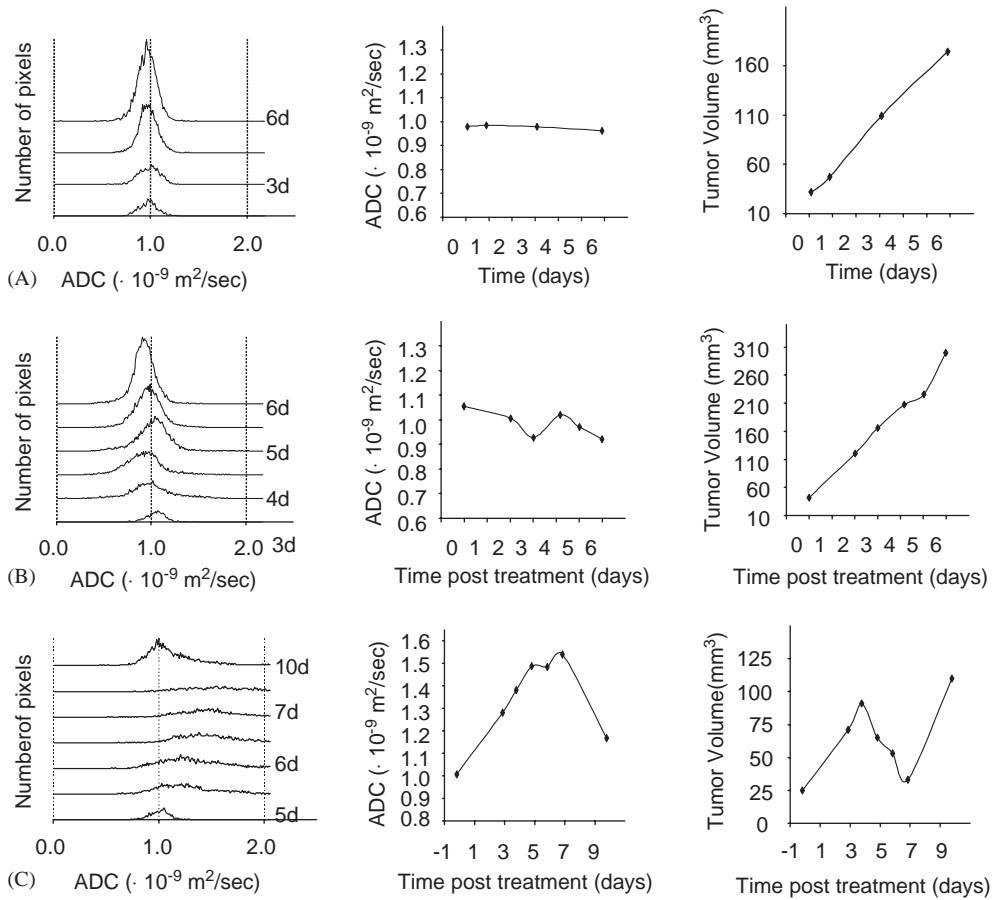 Number of pixels
6d
3d
0.0 1.0 2.0
(A) ADC (· 10-9 m2/sec)
ADC (· 10-9 m2/sec)
1.3
1.2
1.1
1.0
0.9
0.8
0.7
0.6
0 1 2 3 4 5 6
Time (days)
Tumor Volume (mm3)
160
110
60
10
0 1 2 3 4 5 6
Time (days)
Number of pixels
6d
5d
4d
3d
0.0 1.0 2.0
(B) ADC (· 10-9 m2/sec)
ADC (· 10-9 m2/sec)
1.3
1.2
1.1
1.0
0.9
0.8
0.7
0.6
0 1 2 3 4 5 6
Time post treatment (days)
Tumor Volume (mm3)
310
260
210
160
110
60
10
0 1 2 3 4 5 6
Time post treatment (days)
Numberof pixels
10d
7d
6d
5d
0.0 1.0 2.0
(C) ADC (· 10-9 m2/sec)
ADC (· 10-9 m2/sec)
1.6
1.5
1.4
1.3
1.2
1.1
1.0
0.9
0.8
-1 1 3 5 7 9
Time post treatment (days)
Tumor Volume(mm3)
125
100
75
50
25
0
-1 1 3 5 7 9
Time post treatment (days)